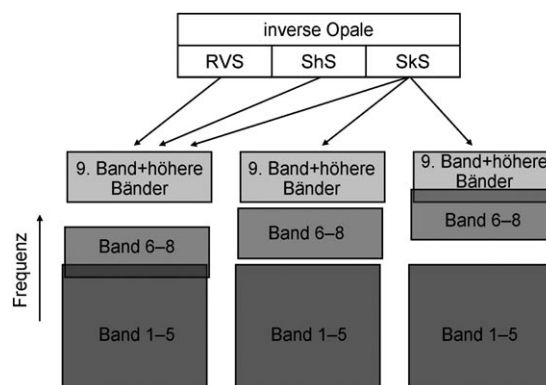 inverse Opale
RVS ShS SkS
9. Band+höhere
Bänder
9. Band+höhere
Bänder
9. Band+höhere
Bänder
Band 6–8
Band 6–8
Band 6–8
Frequenz
Band 1–5
Band 1–5
Band 1–5